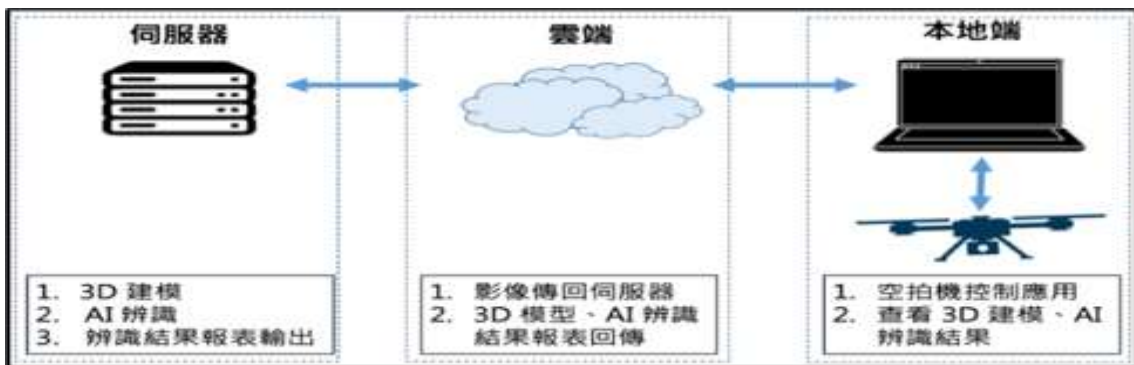 伺服器
1. 3D 建模
2. AI 辨識
3. 辨識結果報表輸出
雲端
1. 影像傳回伺服器
2. 3D 模型、AI 辨識
結果報表回傳
本地端
1. 空拍機控制應用
2. 查看 3D 建模、AI
辨識結果